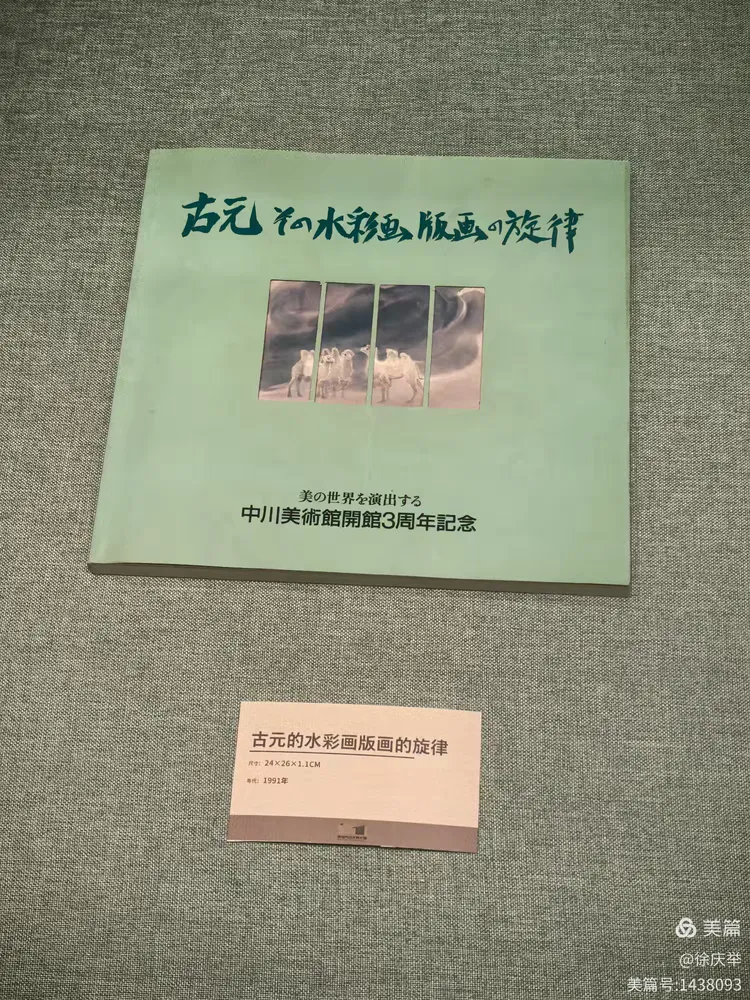 古元 その水彩画 版画の旋律
美の世界を演出する
中川美術館開館3周年記念
古元的水彩画版画的旋律
尺寸: 24×26×1.1CM
年代: 1991年
美篇
@徐庆举
美篇号:1438093